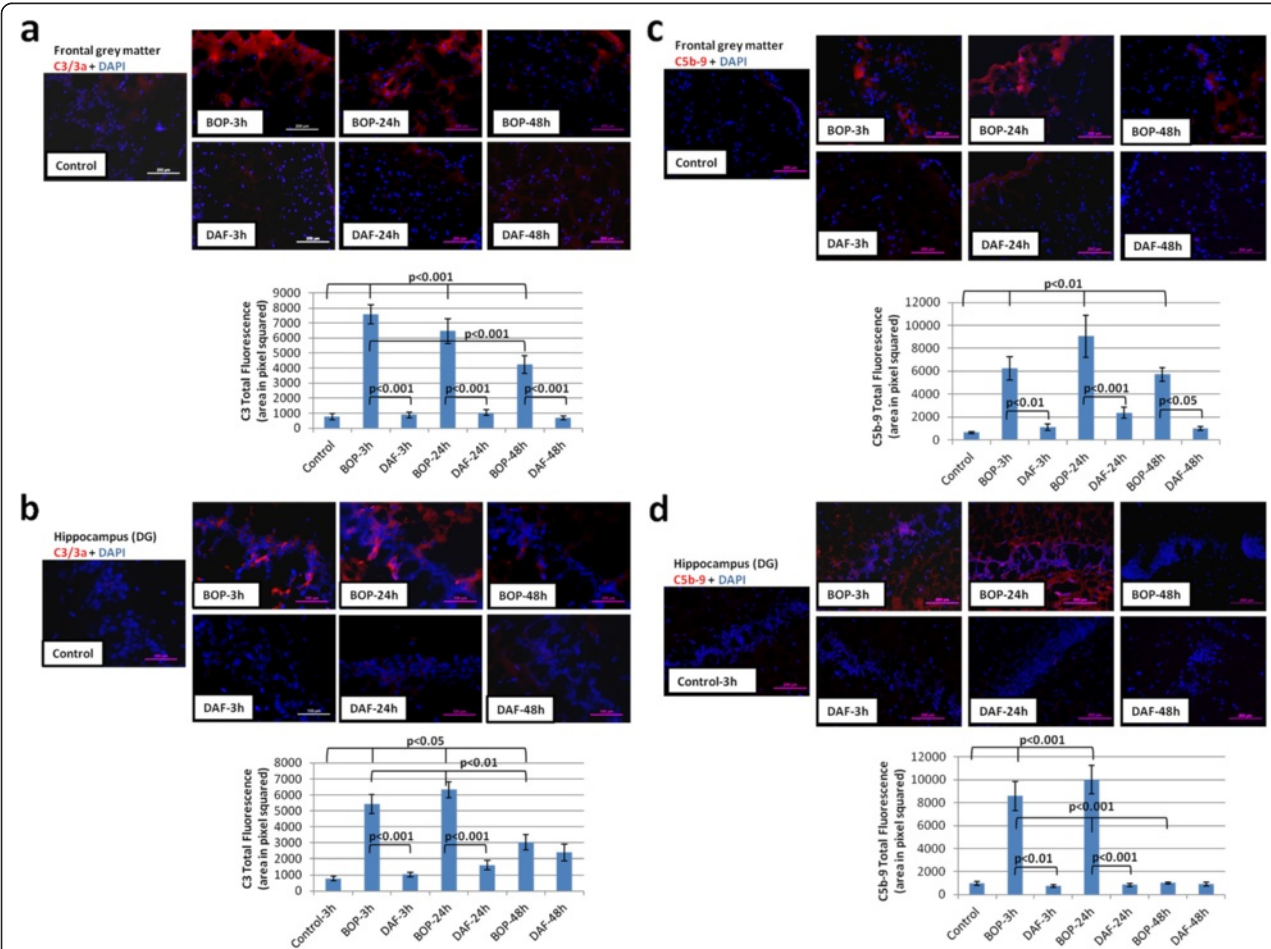 a
Frontal grey matter
C3/3a + DAPI
Control
BOP-3h
BOP-24h
BOP-48h
DAF-3h
DAF-24h
DAF-48h
C3 Total Fluorescence
(area in pixel squared)
9000
8000
7000
6000
5000
4000
3000
2000
1000
0
p<0.001
p<0.001
p<0.001
p<0.001
p<0.001
Control
BOP-3h
DAF-3h
BOP-24h
DAF-24h
BOP-48h
DAF-48h
b
Hippocampus (DG)
C3/3a + DAPI
Control
BOP-3h
BOP-24h
BOP-48h
DAF-3h
DAF-24h
DAF-48h
C3 Total Fluorescence
(area in pixel squared)
8000
7000
6000
5000
4000
3000
2000
1000
0
p<0.05
p<0.01
p<0.001
p<0.001
Control-3h
BOP-3h
DAF-3h
BOP-24h
DAF-24h
BOP-48h
DAF-48h
c
Frontal grey matter
C5b-9 + DAPI
Control
BOP-3h
BOP-24h
BOP-48h
DAF-3h
DAF-24h
DAF-48h
C5b-9 Total Fluorescence
(area in pixel squared)
12000
10000
8000
6000
4000
2000
0
p<0.01
p<0.01
p<0.001
p<0.05
Control
BOP-3h
DAF-3h
BOP-24h
DAF-24h
BOP-48h
DAF-48h
d
Hippocampus (DG)
C5b-9 + DAPI
Control-3h
BOP-3h
BOP-24h
BOP-48h
DAF-3h
DAF-24h
DAF-48h
C5b-9 Total Fluorescence
(area in pixel squared)
12000
10000
8000
6000
4000
2000
0
p<0.001
p<0.001
p<0.01
p<0.001
Control
BOP-3h
DAF-3h
BOP-24h
DAF-24h
BOP-48h
DAF-48h